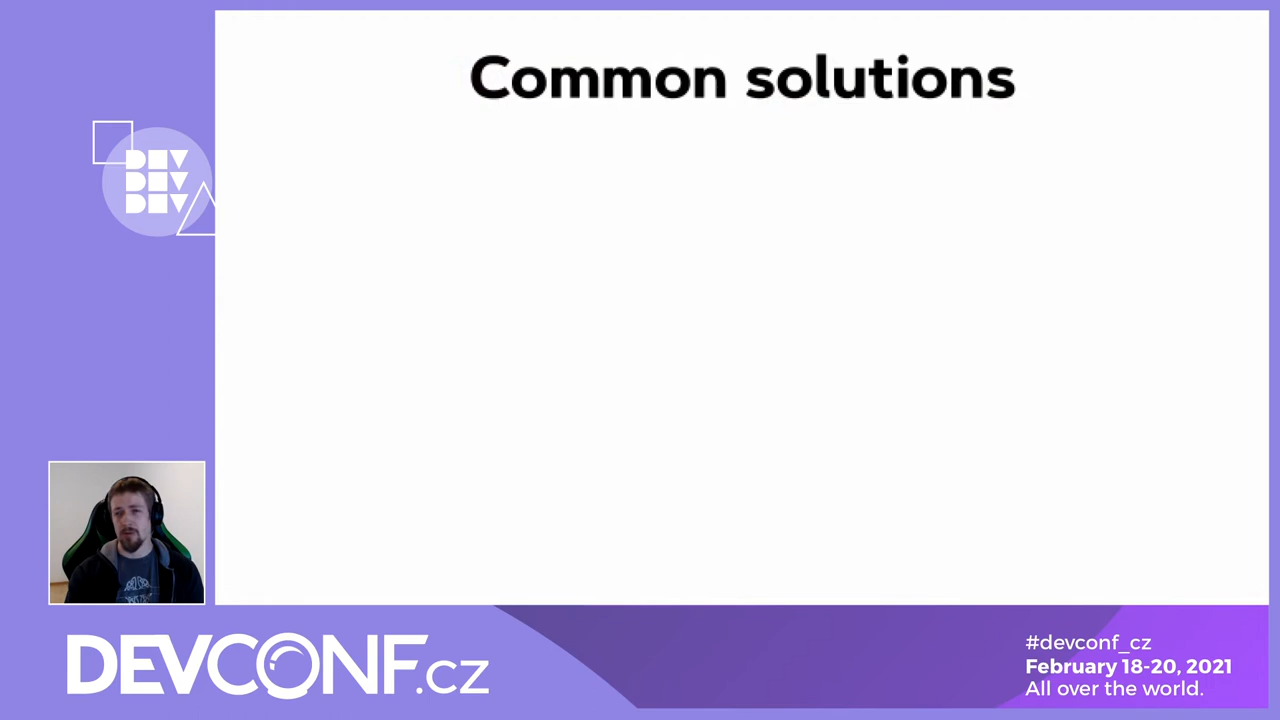 Common solutions
DEV
DEV
DEV
DEVCONF.cz
#devconf_cz
February 18-20, 2021
All over the world.